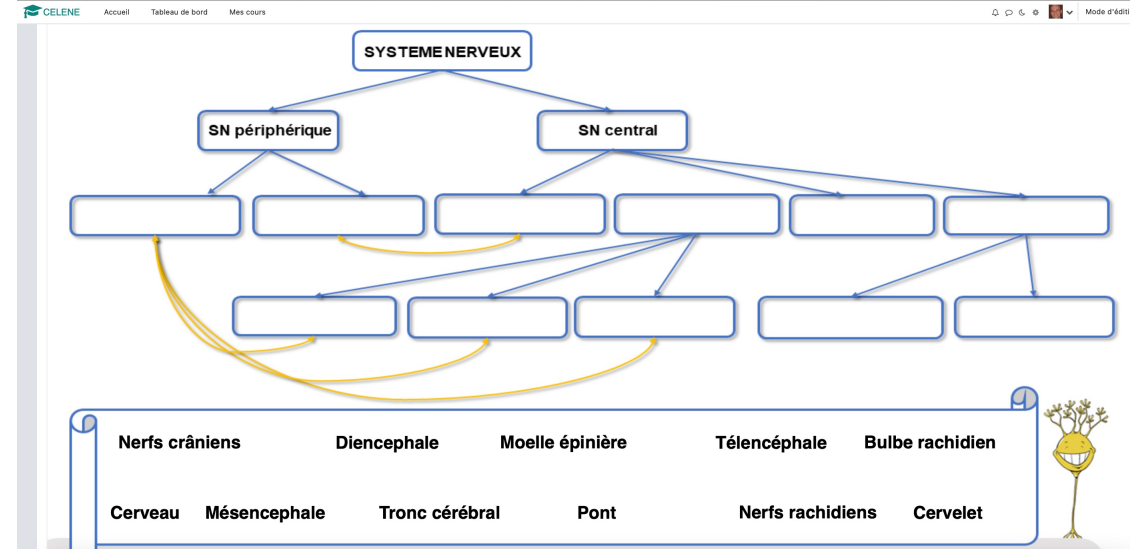 CELENE Accueil Tableau de bord Mes cours Mode d'éditi
SYSTEME NERVEUX
SN périphérique SN central
Nerfs crâniens Diencephale Moelle épinière Télencéphale Bulbe rachidien
Cerveau Mésencephale Tronc cérébral Pont Nerfs rachidiens Cervelet